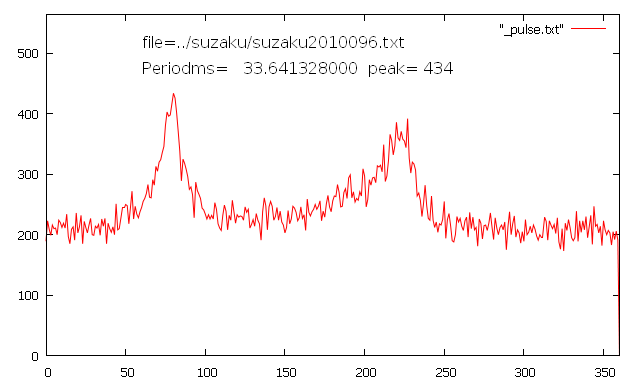 "_pulse.txt"
file=../suzaku/suzaku2010096.txt
Periodms= 33.641328000 peak= 434
500
400
300
200
100
0
0 50 100 150 200 250 300 350